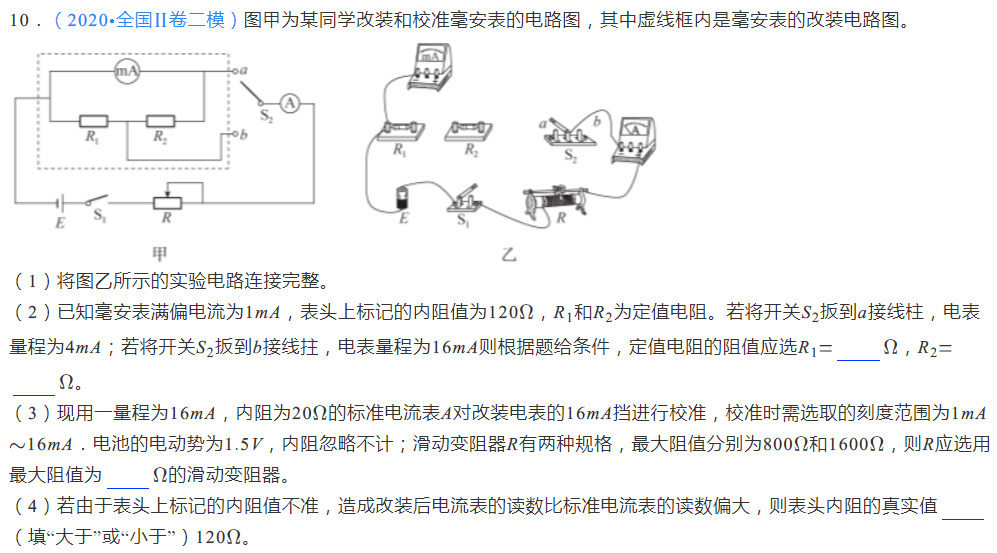 10．（2020•全国Ⅱ卷二模）图甲为某同学改装和校准毫安表的电路图，其中虚线框内是毫安表的改装电路图。
mA a mA
S₂ A
R₁ R₂ b R₁ R₂ a b S₂ A
E S₁ R E S₁ R
甲 乙
（1）将图乙所示的实验电路连接完整。
（2）已知毫安表满偏电流为1mA，表头上标记的内阻值为120Ω，R₁和R₂为定值电阻。若将开关S₂扳到a接线柱，电表
量程为4mA；若将开关S₂扳到b接线拄，电表量程为16mA则根据题给条件，定值电阻的阻值应选R₁＝ ____ Ω，R₂＝
____ Ω。
（3）现用一量程为16mA，内阻为20Ω的标准电流表A对改装电表的16mA挡进行校准，校准时需选取的刻度范围为1mA
～16mA．电池的电动势为1.5V，内阻忽略不计；滑动变阻器R有两种规格，最大阻值分别为800Ω和1600Ω，则R应选用
最大阻值为 ____ Ω的滑动变阻器。
（4）若由于表头上标记的内阻值不准，造成改装后电流表的读数比标准电流表的读数偏大，则表头内阻的真实值 ____
（填“大于”或“小于”）120Ω。